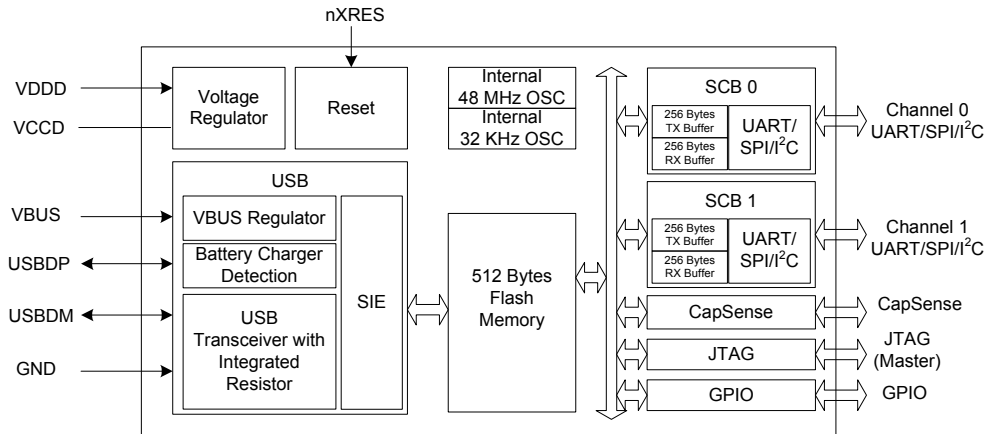 nXRES
VDDD
VCCD
Voltage
Regulator
Reset
Internal
48 MHz OSC
Internal
32 KHz OSC
SCB 0
256 Bytes
TX Buffer
256 Bytes
RX Buffer
UART/
SPI/I²C
Channel 0
UART/SPI/I²C
USB
VBUS
USBDP
USBDM
GND
VBUS Regulator
Battery Charger
Detection
USB
Transceiver with
Integrated
Resistor
SIE
512 Bytes
Flash
Memory
SCB 1
256 Bytes
TX Buffer
256 Bytes
RX Buffer
UART/
SPI/I²C
Channel 1
UART/SPI/I²C
CapSense
CapSense
JTAG
JTAG
(Master)
GPIO
GPIO